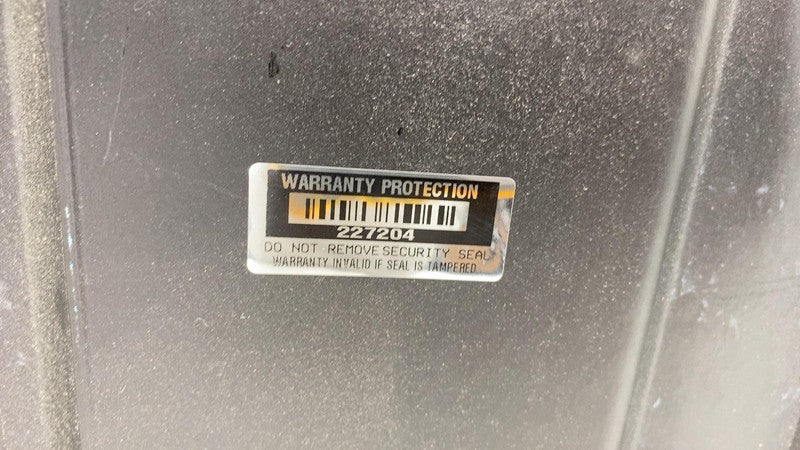 WARRANTY PROTECTION
227204
DO NOT REMOVE SECURITY SEAL
WARRANTY INVALID IF SEAL IS TAMPERED